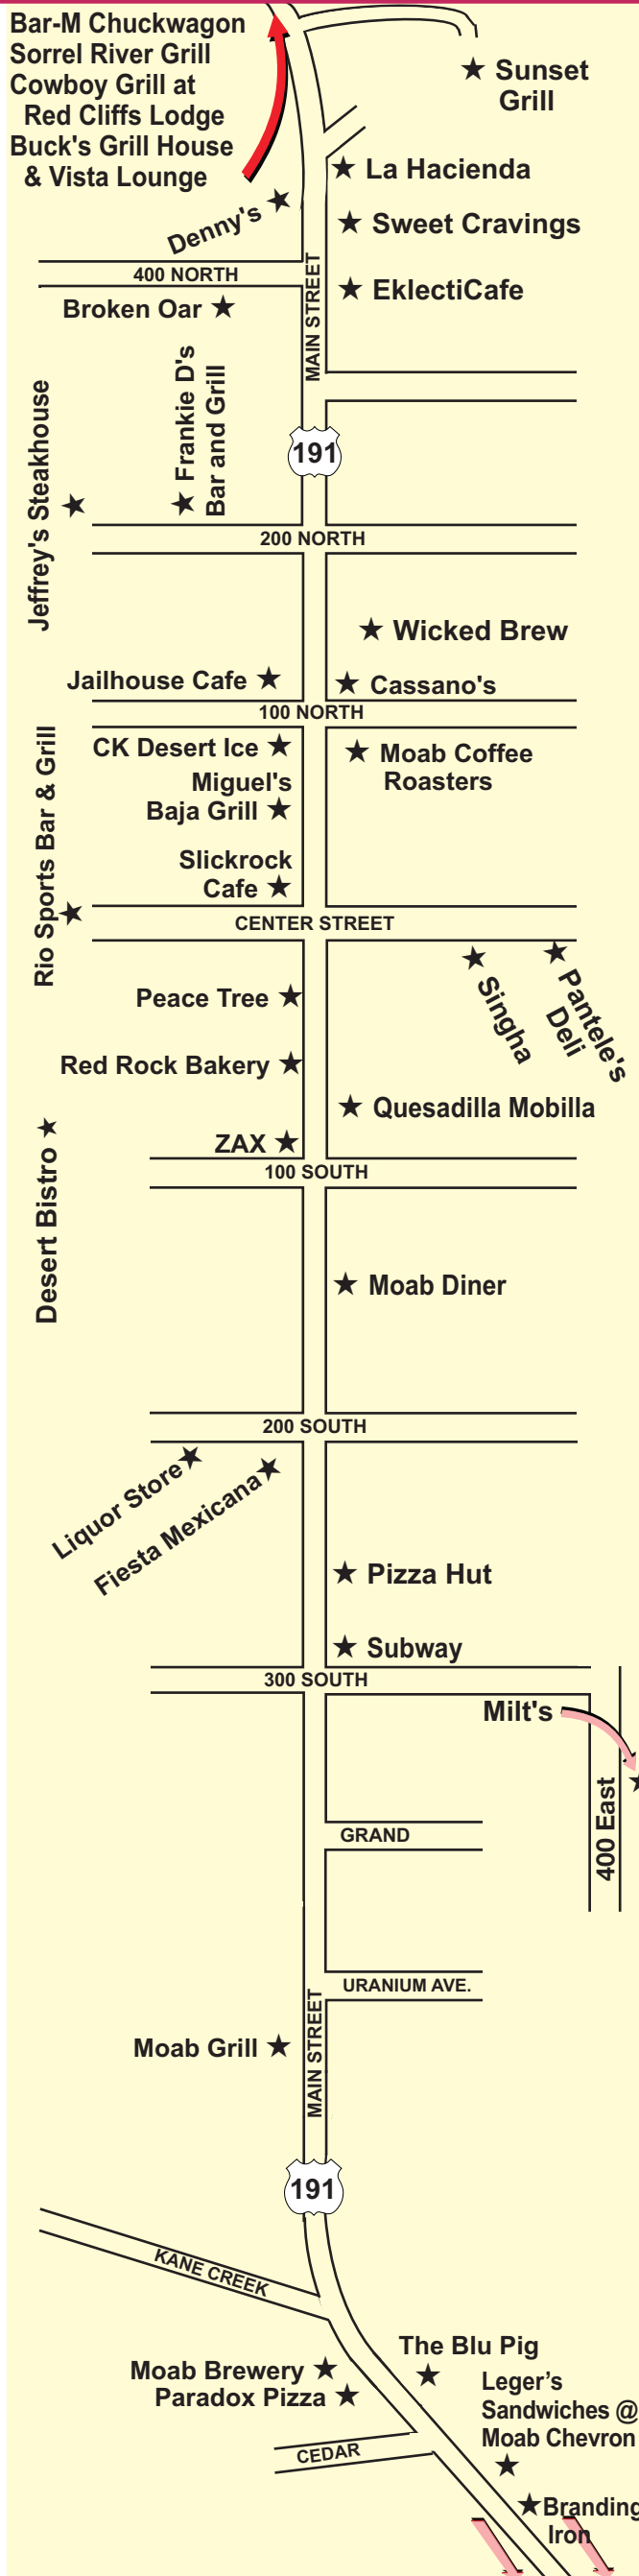 Bar-M Chuckwagon
Sorrel River Grill
Cowboy Grill at
Red Cliffs Lodge
Buck's Grill House
& Vista Lounge
Sunset
Grill
La Hacienda
Denny's
Sweet Cravings
400 NORTH
MAIN STREET
EklectiCafe
Broken Oar
Frankie D's
Bar and Grill
Jeffrey's Steakhouse
191
200 NORTH
Wicked Brew
Jailhouse Cafe
Cassano's
100 NORTH
CK Desert Ice
Moab Coffee
Roasters
Miguel's
Baja Grill
Rio Sports Bar & Grill
Slickrock
Cafe
CENTER STREET
Singha
Pantele's
Deli
Peace Tree
Red Rock Bakery
Quesadilla Mobilla
ZAX
100 SOUTH
Desert Bistro
Moab Diner
200 SOUTH
Liquor Store
Fiesta Mexicana
Pizza Hut
Subway
300 SOUTH
Milt's
400 East
GRAND
URANIUM AVE.
Moab Grill
MAIN STREET
191
KANE CREEK
The Blu Pig
Moab Brewery
Paradox Pizza
Leger’s
Sandwiches @
Moab Chevron
CEDAR
Branding
Iron